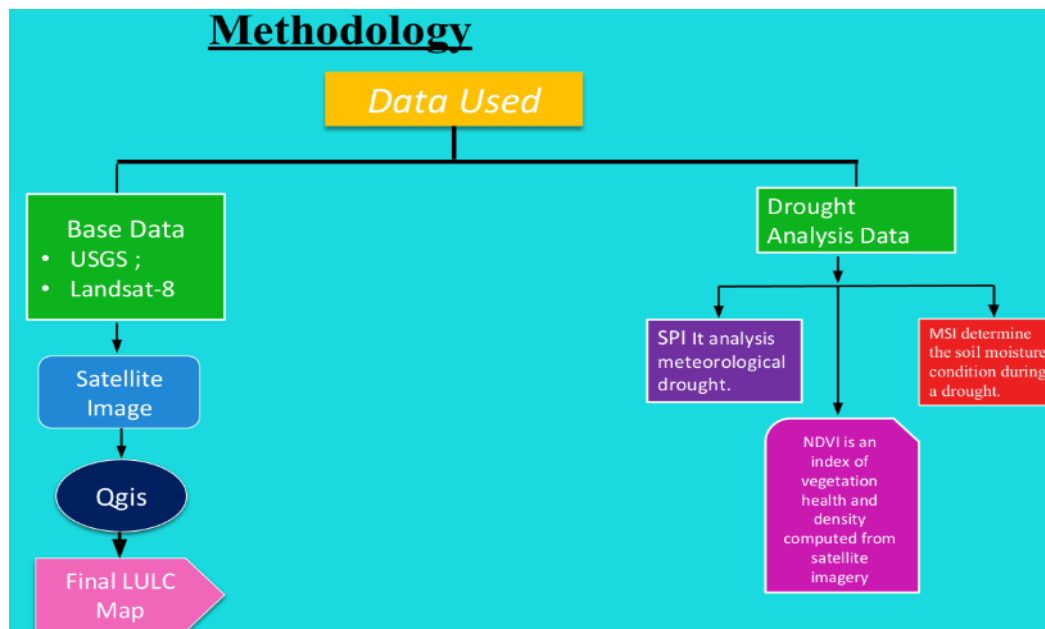 Methodology
Data Used
Base Data
• USGS ;
• Landsat-8
Satellite
Image
Qgis
Final LULC
Map
Drought
Analysis Data
SPI It analysis
meteorological
drought.
NDVI is an
index of
vegetation
health and
density
computed from
satellite
imagery
MSI determine
the soil moisture
condition during
a drought.